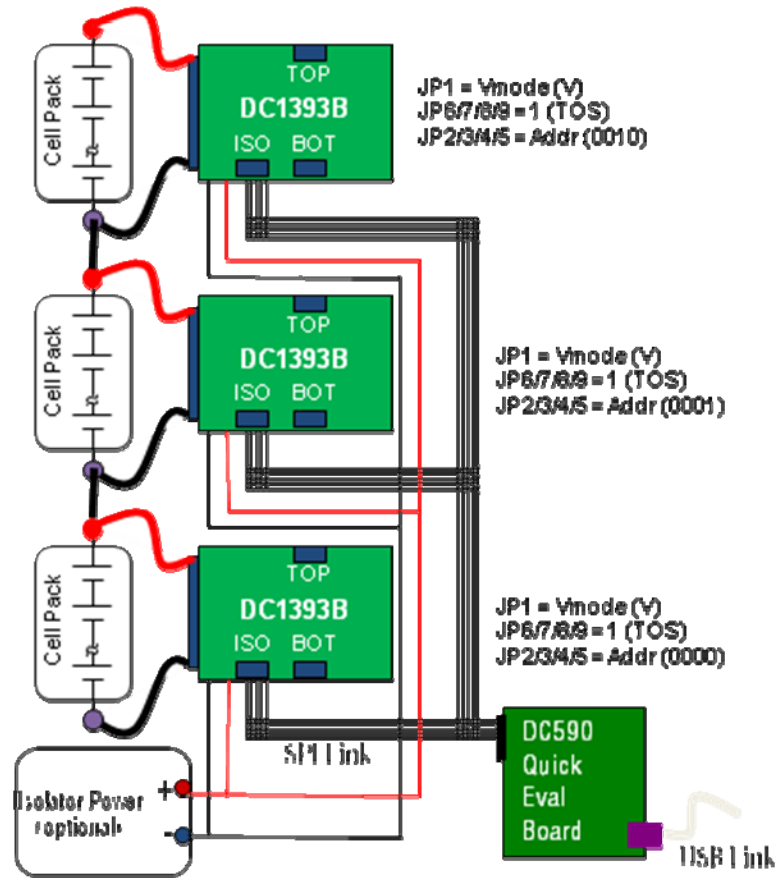 Cell Pack
TOP
DC1393B
ISO BOT
JP1 = Vmode (V)
JP6/7/8/9 = 1 (TOS)
JP2/3/4/5 = Addr (0010)
Cell Pack
TOP
DC1393B
ISO BOT
JP1 = Vmode (V)
JP6/7/8/9 = 1 (TOS)
JP2/3/4/5 = Addr (0001)
Cell Pack
TOP
DC1393B
ISO BOT
JP1 = Vmode (V)
JP6/7/8/9 = 1 (TOS)
JP2/3/4/5 = Addr (0000)
SPI Link
Isolator Power
(optional)
+
-
DC590
Quick
Eval
Board
USB Link